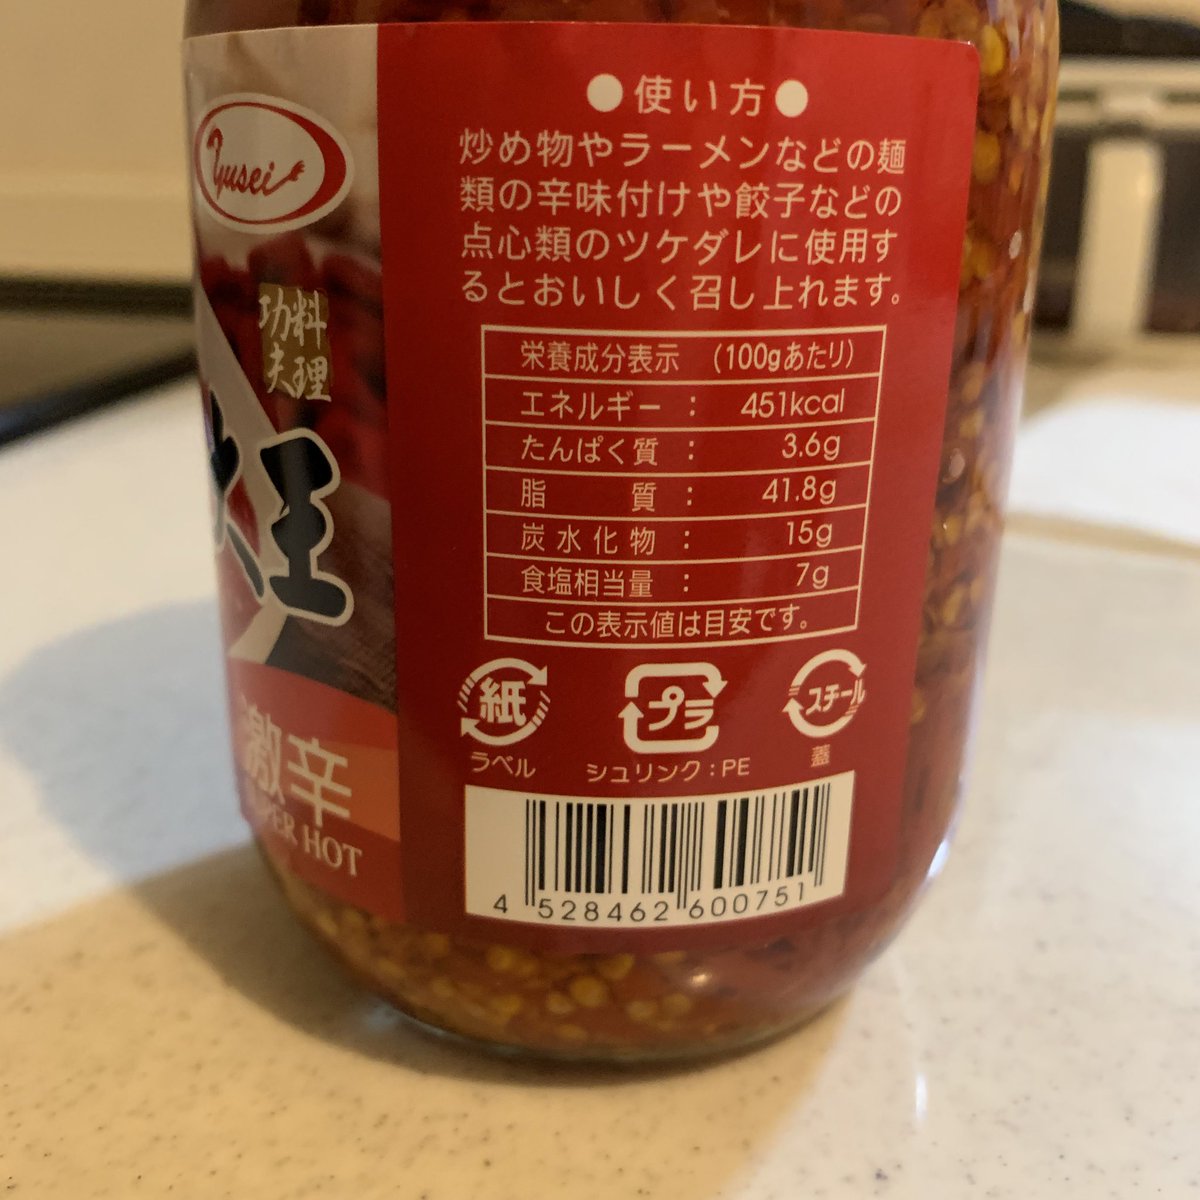 yusei
功料
夫理
王
激辛
PER HOT
●使い方●
炒め物やラーメンなどの麺
類の辛味付けや餃子などの
点心類のツケダレに使用す
るとおいしく召し上れます。
栄養成分表示 (100gあたり)
エネルギー : 451kcal
たんぱく質 : 3.6g
脂 質 : 41.8g
炭水化物 : 15g
食塩相当量 : 7g
この表示値は目安です。
紙 プラ スチール
ラベル シュリンク:PE 蓋
4 528462 600751